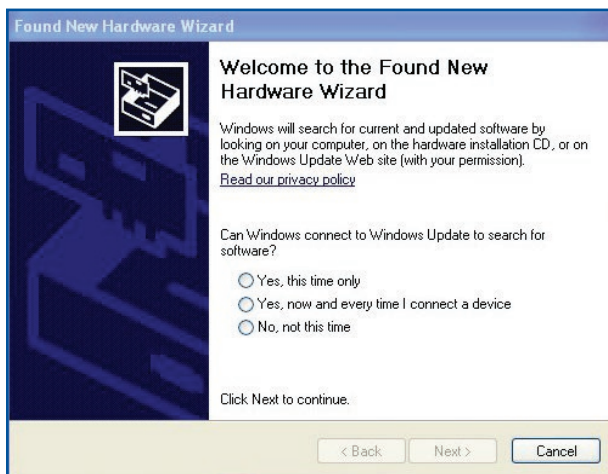 Found New Hardware Wizard
Welcome to the Found New
Hardware Wizard
Windows will search for current and updated software by
looking on your computer, on the hardware installation CD, or on
the Windows Update Web site (with your permission).
Read our privacy policy
Can Windows connect to Windows Update to search for
software?
Yes, this time only
Yes, now and every time I connect a device
No, not this time
Click Next to continue.
< Back
Next >
Cancel